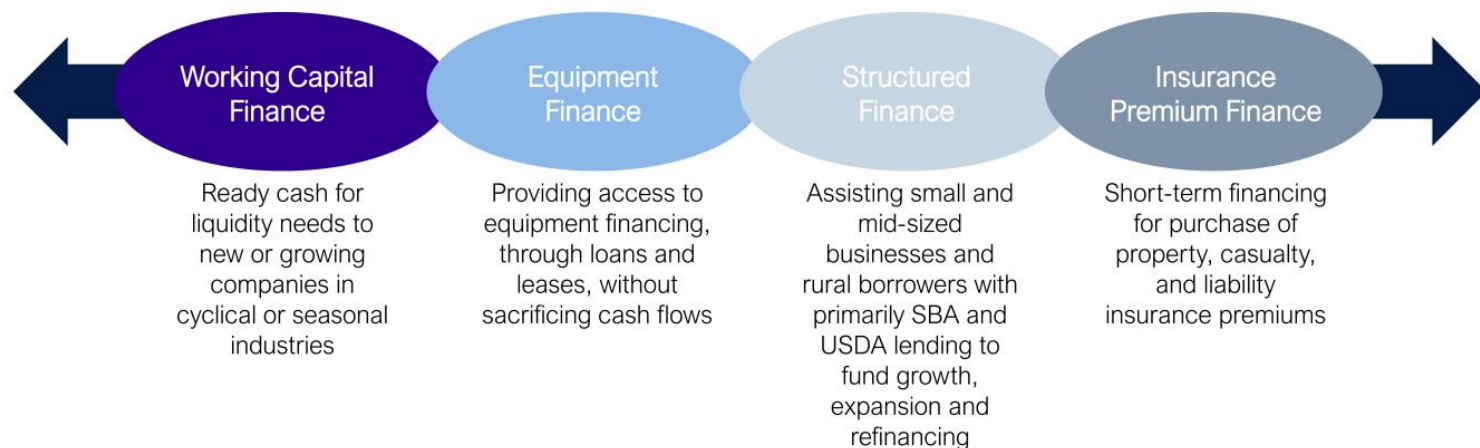 Working Capital
Finance
Equipment
Finance
Structured
Finance
Insurance
Premium Finance
Ready cash for
liquidity needs to
new or growing
companies in
cyclical or seasonal
industries
Providing access to
equipment financing,
through loans and
leases, without
sacrificing cash flows
Assisting small and
mid-sized
businesses and
rural borrowers with
primarily SBA and
USDA lending to
fund growth,
expansion and
refinancing
Short-term financing
for purchase of
property, casualty,
and liability
insurance premiums